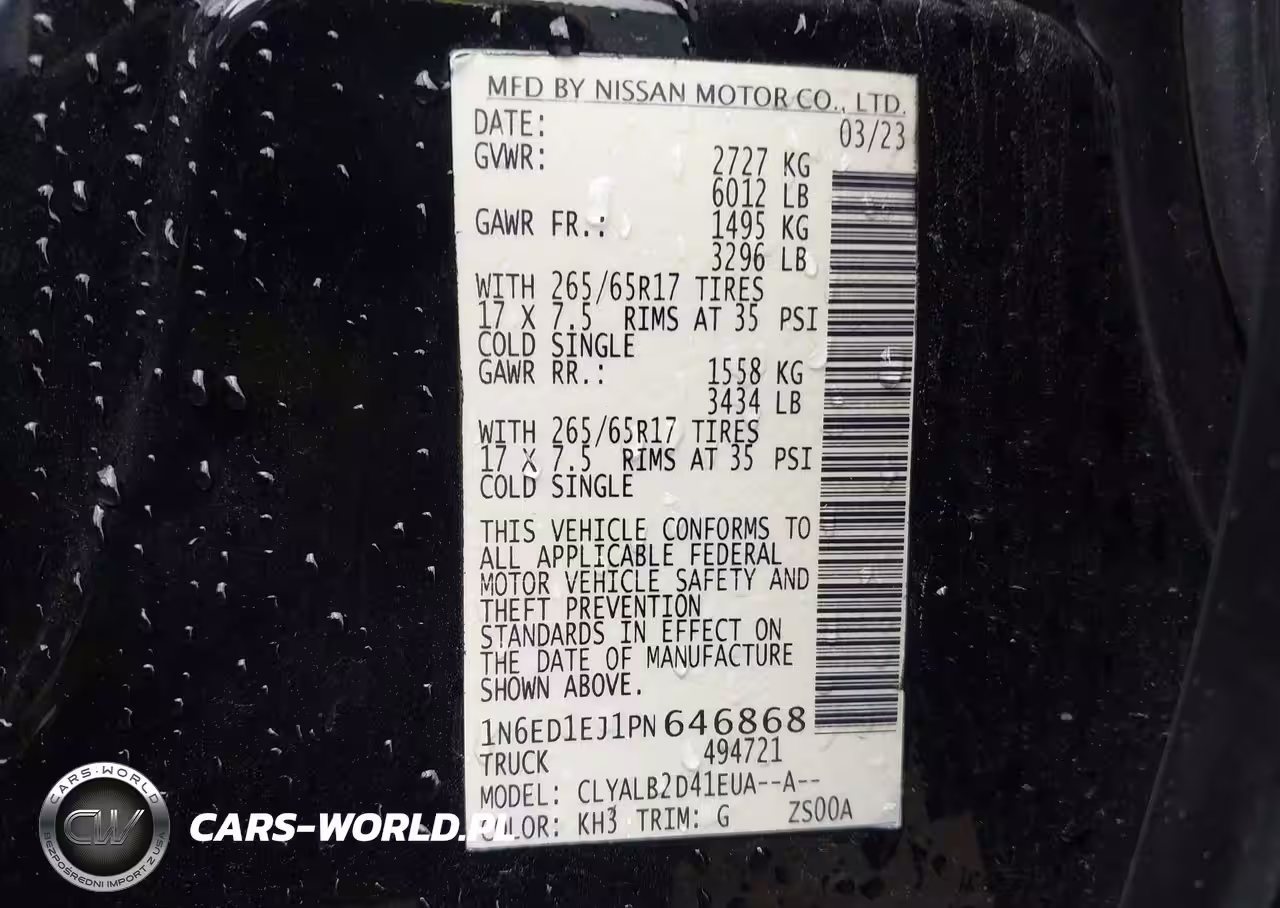 MFD BY NISSAN MOTOR CO., LTD.
DATE: 03/23
GVWR: 2727 KG
6012 LB
GAWR FR.: 1495 KG
3296 LB
WITH 265/65R17 TIRES
17 X 7.5 RIMS AT 35 PSI
COLD SINGLE
GAWR RR.: 1558 KG
3434 LB
WITH 265/65R17 TIRES
17 X 7.5 RIMS AT 35 PSI
COLD SINGLE
THIS VEHICLE CONFORMS TO
ALL APPLICABLE FEDERAL
MOTOR VEHICLE SAFETY AND
THEFT PREVENTION
STANDARDS IN EFFECT ON
THE DATE OF MANUFACTURE
SHOWN ABOVE.
1N6ED1EJ1PN646868
TRUCK 494721
MODEL: CLYALB2D41EUA--A--
COLOR: KH3 TRIM: G ZS00A
CARS-WORLD
CW
BEZPOŚREDNI IMPORT Z USA
CARS-WORLD.PL